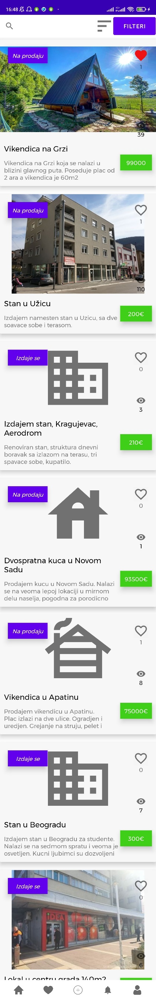 16:48
4G+
56
FILTERI
Na prodaju
1
39
Vikendica na Grzi
Vikendica na Grzi koja se nalazi u
blizini glavnog puta. Poseduje plac od
2 ara a vikendica je 60m2
99000
Na prodaju
1
DIREKTNA
PRODAJA
110
Stan u Užicu
Izdajem namesten stan u Uzicu, sa dve
soavace sobe i terasom.
200€
Izdaje se
0
3
Izdajem stan, Kragujevac,
Aerodrom
Renoviran stan, struktura dnevni
boravak sa izlazom na terasu, tri
spavace sobe, kupatilo.
210€
Na prodaju
0
1
Dvospratna kuca u Novom
Sadu
Prodajem kucu u Novom Sadu. Nalazi
se na veoma lepoj lokaciji u mirnom
delu naselja, pogodna za porodicno
93500€
Na prodaju
1
8
Vikendica u Apatinu
Prodajem vikendicu u Apatinu.
Plac izlazi na dve ulice. Ogradjen i
uredjen. Grejanje na struju, pelet i
75000€
Izdaje se
0
7
Stan u Beogradu
Izdajem stan u Beogradu za studente.
Nalazi se na sedmom spratu i veoma je
osvetljen. Kucni ljubimci su dozvoljeni
300€
Izdaje se
0
IDEA
6
Lokal u centru grada 140m2